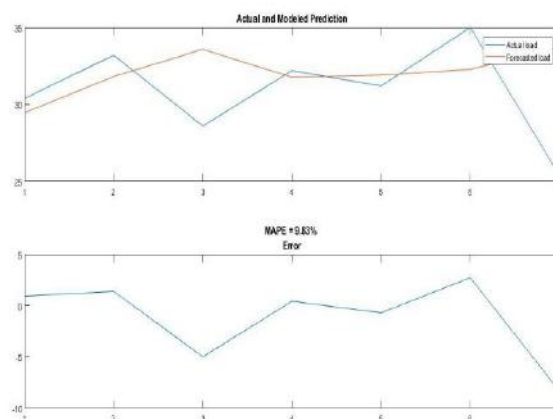 Actual and Modeled Prediction
35
30
25
Actual load
Forecasted load
1 2 3 4 5 6
MAPE = 9.83%
Error
5
0
-5
-10